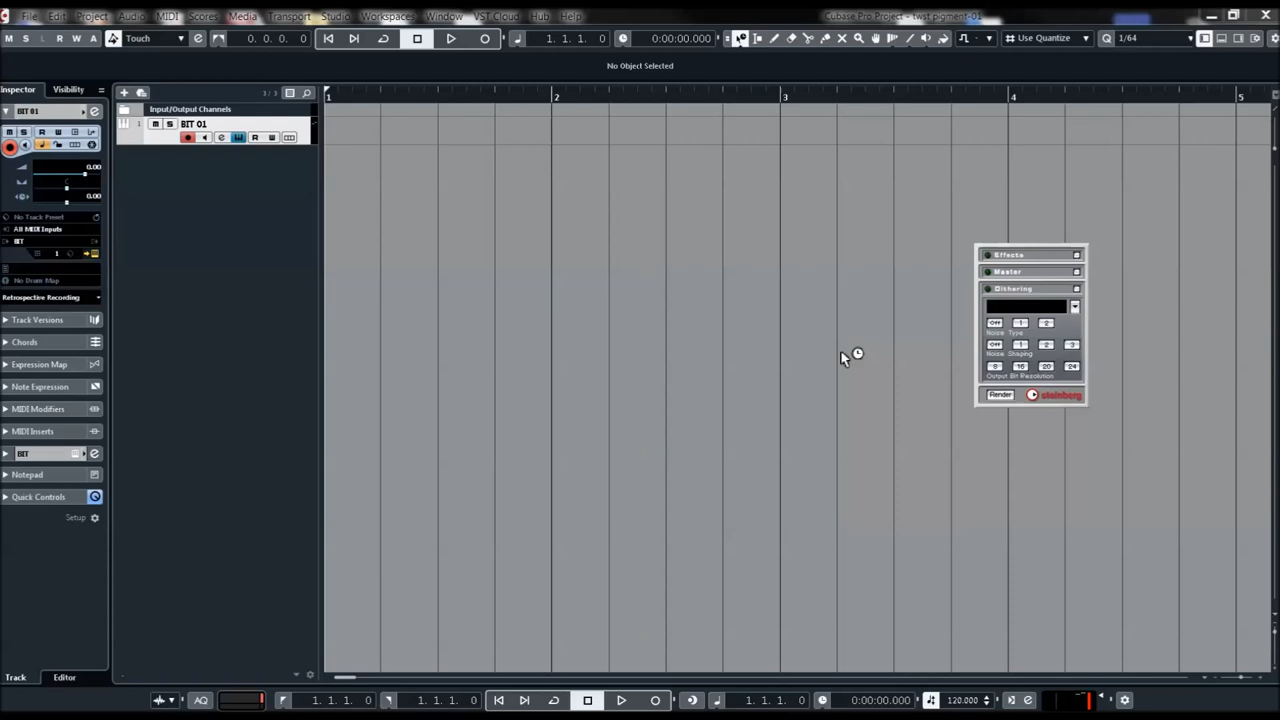 File Edit Project Audio MIDI Scores Media Transport Studio Workspaces Window VST Cloud Hub Help Cubase Pro Project - twst pigment-01
M S L R W A Touch 0. 0. 0. 0 1. 1. 1. 0 0:00:00.000 Use Quantize Q 1/64
No Object Selected
Inspector Visibility 3 / 3
1 2 3 4 5
Input/Output Channels
BIT 01
1 M S BIT 01
M S R W
R W
0.00
C
0.00
No Track Preset
All MIDI Inputs
BIT
1
No Drum Map
Retrospective Recording
Track Versions
Chords
Expression Map
Note Expression
MIDI Modifiers
MIDI Inserts
BIT
Notepad
Quick Controls
Setup
Effects
Master
Dithering
Off 1 2
Noise Type
Off 1 2 3
Noise Shaping
8 16 20 24
Output Bit Resolution
Render steinberg
Track Editor
AQ 1. 1. 1. 0 1. 1. 1. 0 1. 1. 1. 0 0:00:00.000 120.000